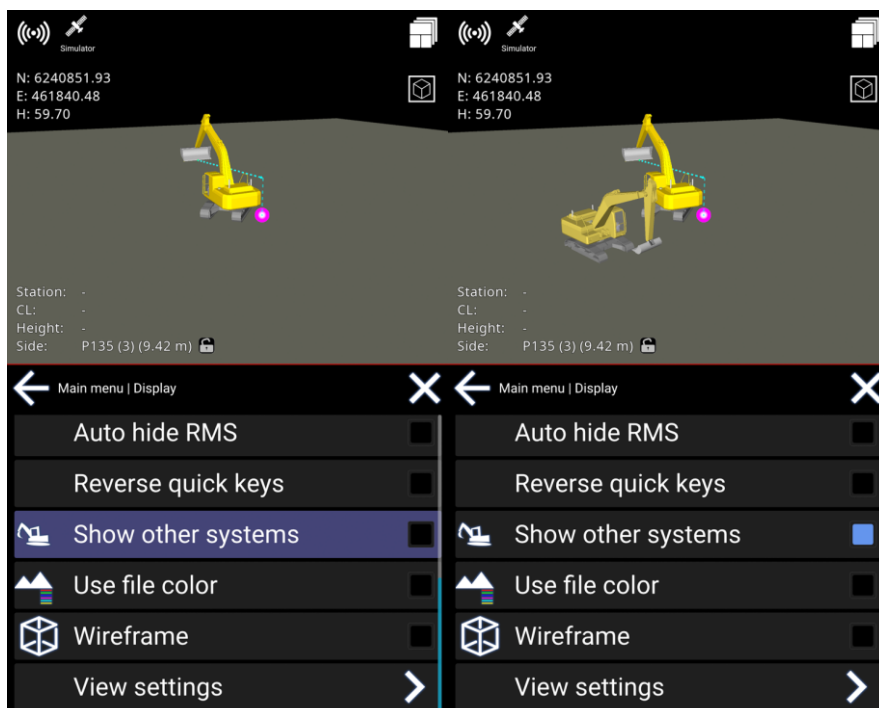 Simulator
N: 6240851.93
E: 461840.48
H: 59.70
Station: -
CL: -
Height: -
Side: P135 (3) (9.42 m)
Main menu | Display
Auto hide RMS
Reverse quick keys
Show other systems
Use file color
Wireframe
View settings
Simulator
N: 6240851.93
E: 461840.48
H: 59.70
Station: -
CL: -
Height: -
Side: P135 (3) (9.42 m)
Main menu | Display
Auto hide RMS
Reverse quick keys
Show other systems
Use file color
Wireframe
View settings